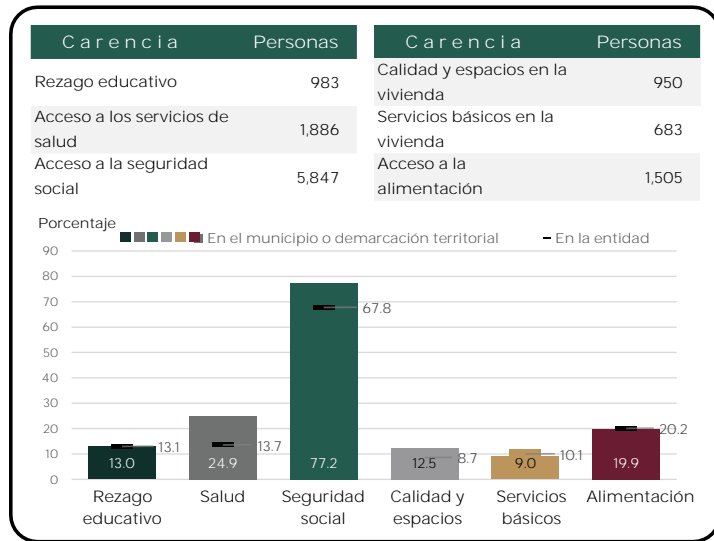 Carencia Personas
Rezago educativo 983
Acceso a los servicios de
salud 1,886
Acceso a la seguridad
social 5,847
Carencia Personas
Calidad y espacios en la
vivienda 950
Servicios básicos en la
vivienda 683
Acceso a la
alimentación 1,505
Porcentaje
En el municipio o demarcación territorial En la entidad
90
80
70
60
50
40
30
20
10
0
67.8
13.1
13.7
8.7
10.1
20.2
13.0
24.9
77.2
12.5
9.0
19.9
Rezago
educativo
Salud
Seguridad
social
Calidad y
espacios
Servicios
básicos
Alimentación